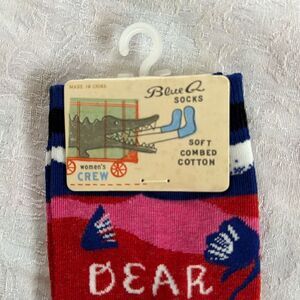 MADE IN CHINA
Blue Q
SOCKS
SOFT
COMBED
COTTON
women's
CREW
DEAR